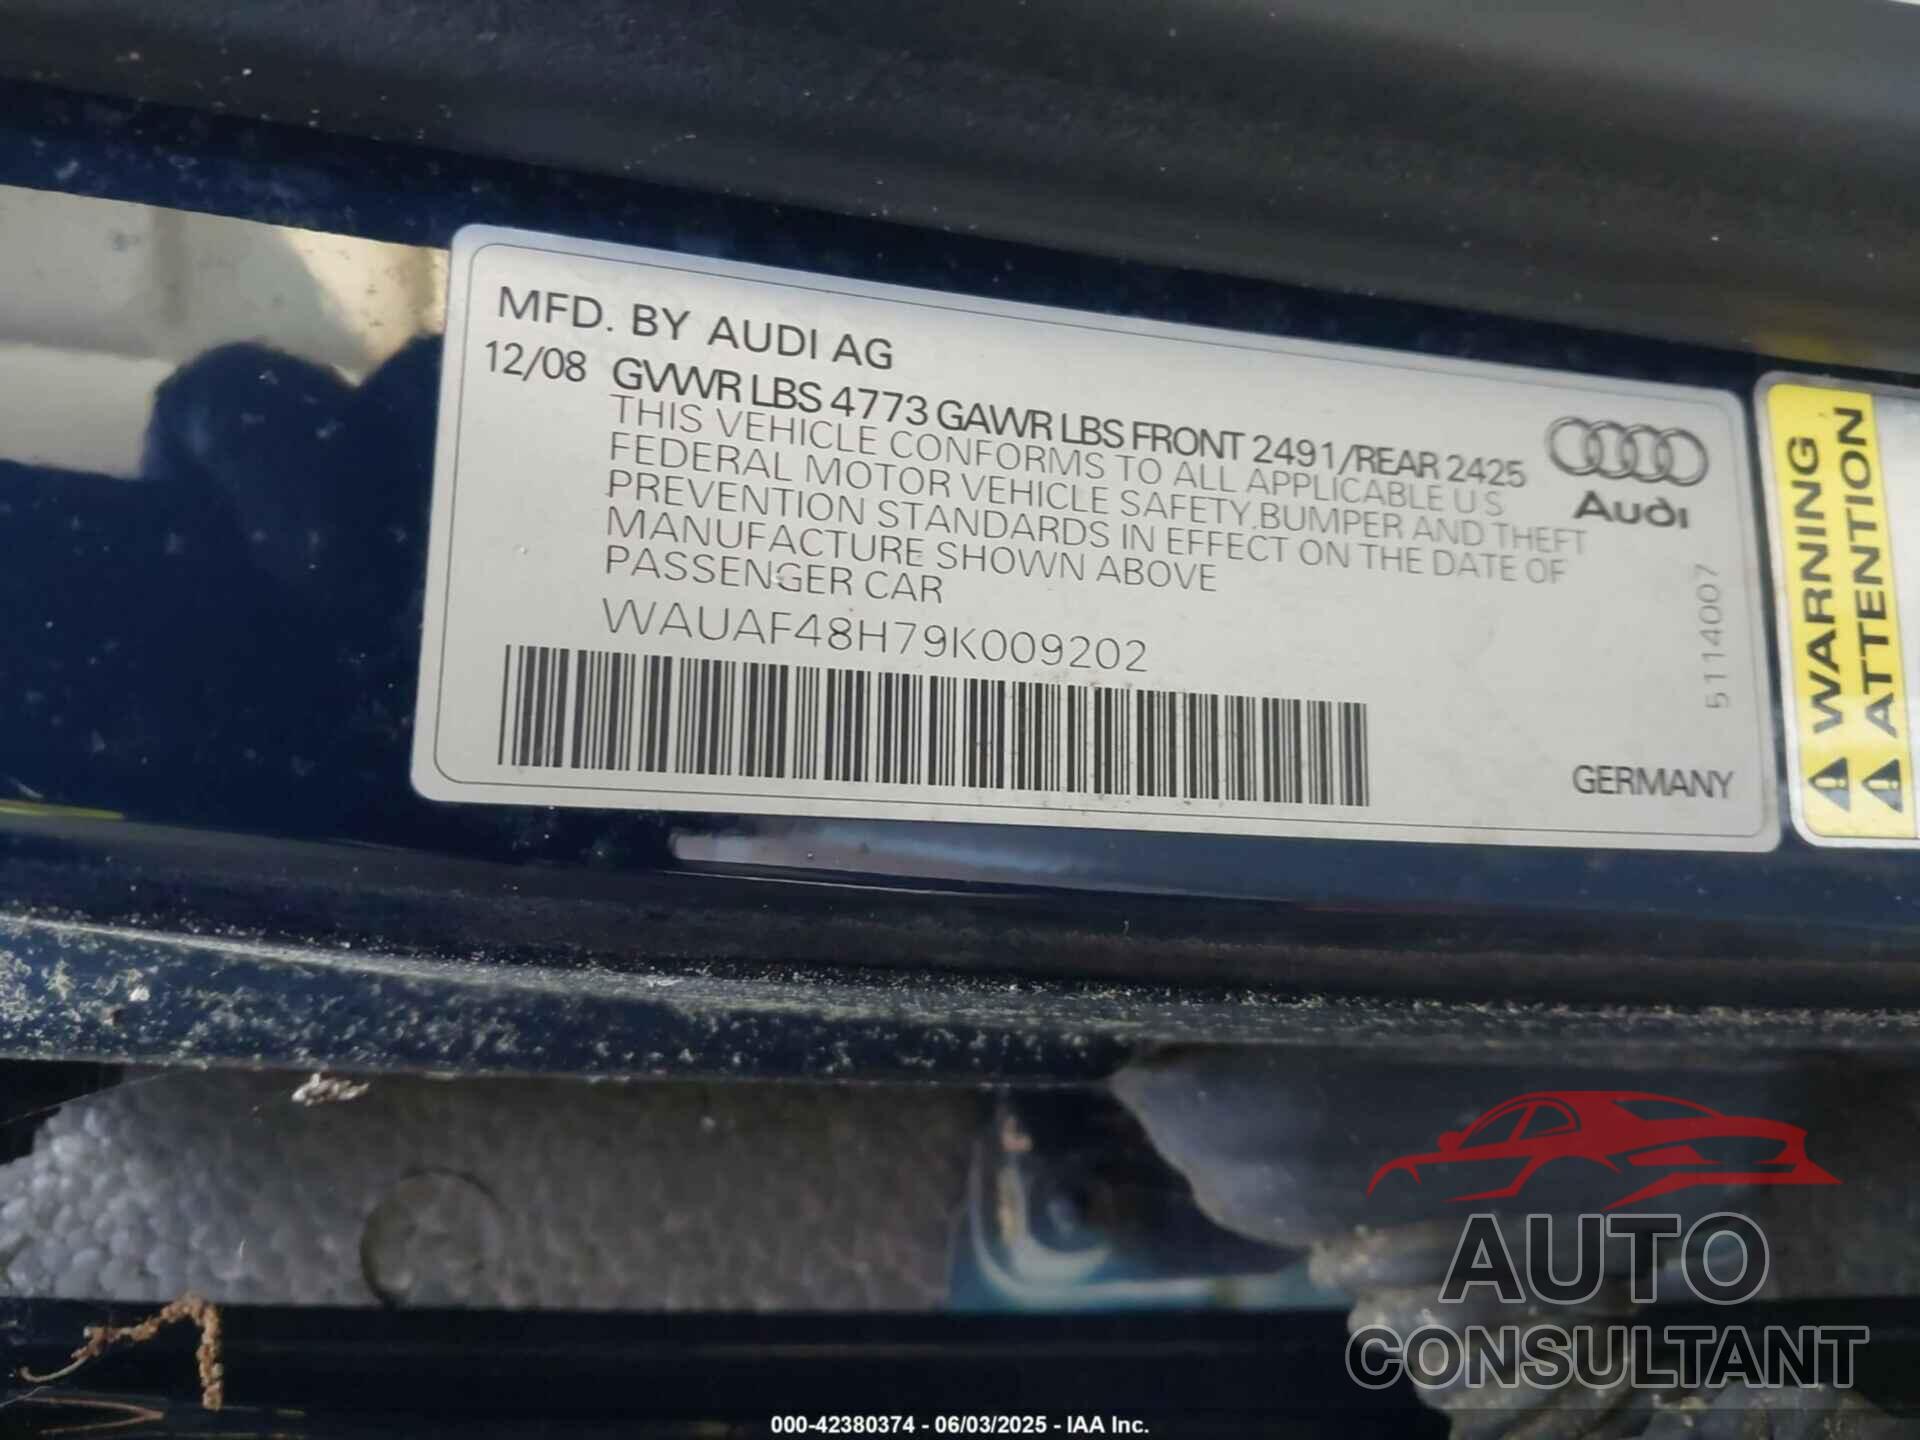 MFD. BY AUDI AG
12/08 GVWR LBS 4773 GAWR LBS FRONT 2491/REAR 2425
THIS VEHICLE CONFORMS TO ALL APPLICABLE U S
FEDERAL MOTOR VEHICLE SAFETY,BUMPER AND THEFT
PREVENTION STANDARDS IN EFFECT ON THE DATE OF
MANUFACTURE SHOWN ABOVE
PASSENGER CAR
WAUAF48H79K009202
Audi
5114007
GERMANY
WARNING
ATTENTION
AUTO
CONSULTANT
000-42380374 - 06/03/2025 - IAA Inc.